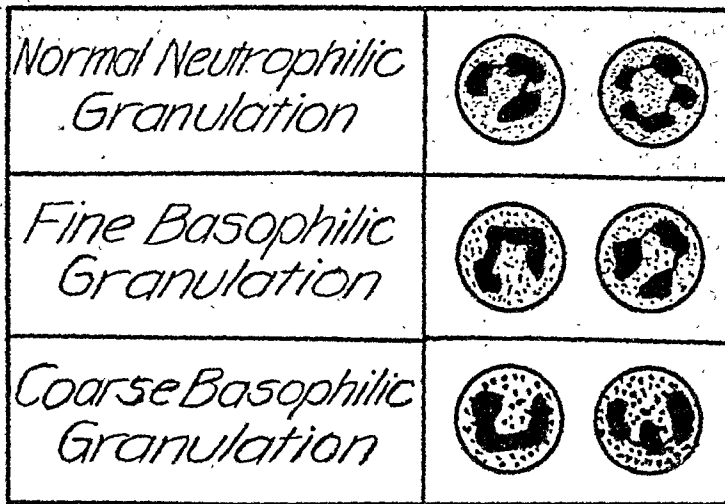 Normal Neutrophilic
Granulation
Fine Basophilic
Granulation
Coarse Basophilic
Granulation